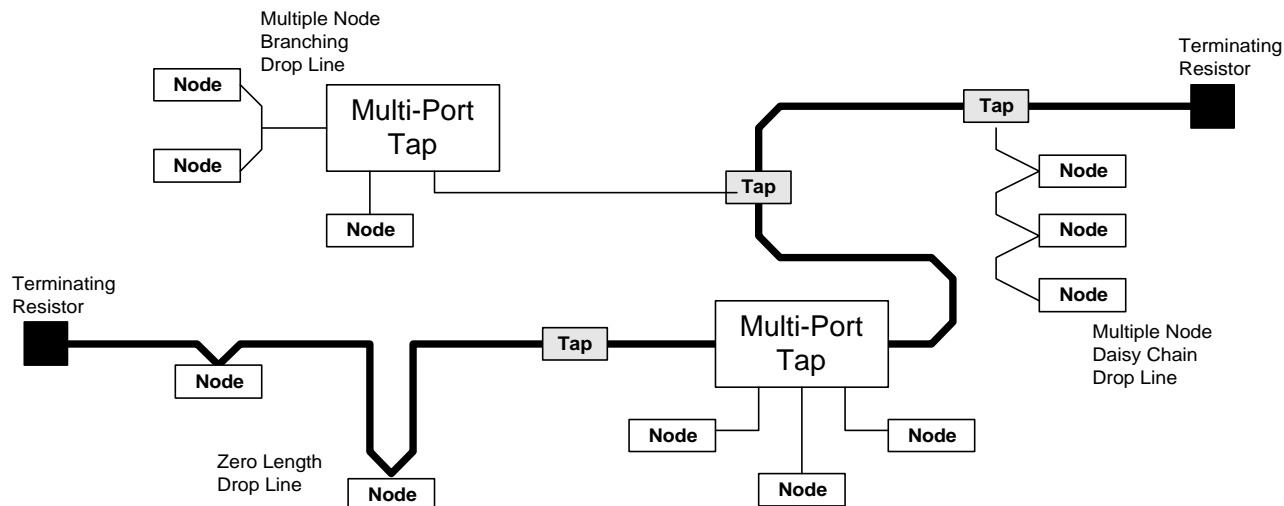 Multiple Node
Branching
Drop Line
Terminating
Resistor
Node
Multi-Port
Tap
Tap
Node
Node
Tap
Node
Node
Node
Terminating
Resistor
Multi-Port
Tap
Tap
Multiple Node
Daisy Chain
Drop Line
Node
Node
Node
Zero Length
Drop Line
Node
Node